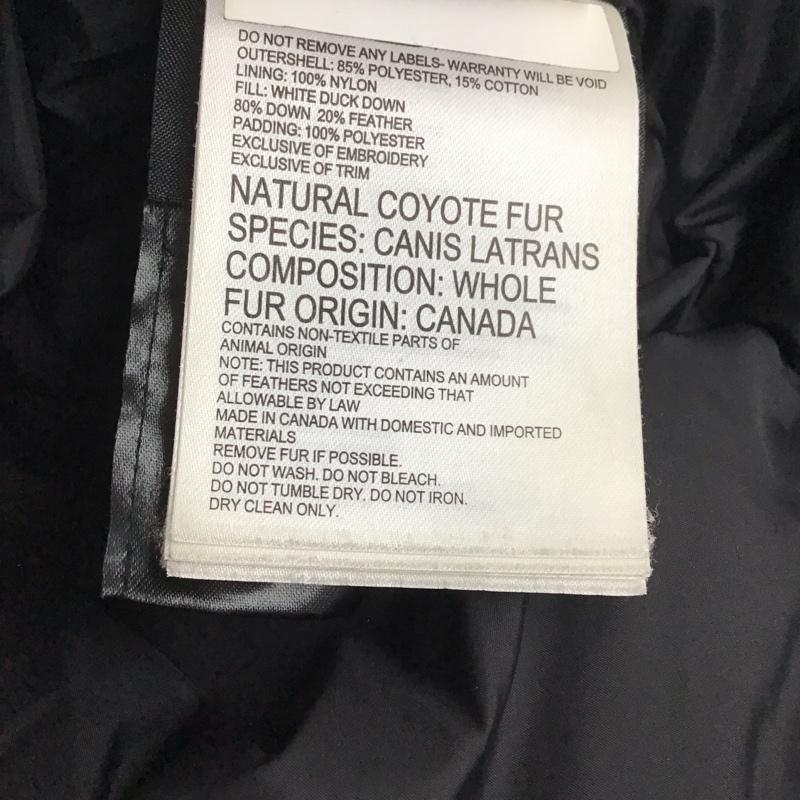 DO NOT REMOVE ANY LABELS- WARRANTY WILL BE VOID
OUTERSHELL: 85% POLYESTER, 15% COTTON
LINING: 100% NYLON
FILL: WHITE DUCK DOWN
80% DOWN 20% FEATHER
PADDING: 100% POLYESTER
EXCLUSIVE OF EMBROIDERY
EXCLUSIVE OF TRIM
NATURAL COYOTE FUR
SPECIES: CANIS LATRANS
COMPOSITION: WHOLE
FUR ORIGIN: CANADA
CONTAINS NON-TEXTILE PARTS OF
ANIMAL ORIGIN
NOTE: THIS PRODUCT CONTAINS AN AMOUNT
OF FEATHERS NOT EXCEEDING THAT
ALLOWABLE BY LAW
MADE IN CANADA WITH DOMESTIC AND IMPORTED
MATERIALS
REMOVE FUR IF POSSIBLE.
DO NOT WASH. DO NOT BLEACH.
DO NOT TUMBLE DRY. DO NOT IRON.
DRY CLEAN ONLY.